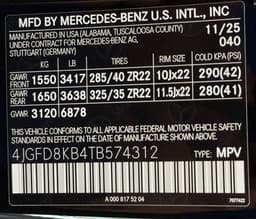 MFD BY MERCEDES-BENZ U.S. INTL., INC
MANUFACTURED IN USA (ALABAMA, TUSCALOOSA COUNTY) 11/25
UNDER CONTRACT FOR MERCEDES-BENZ AG, 040
STUTTGART (GERMANY)
KG LB RIM SIZE COLD KPA(PSI)
GAWR FRONT 1550 3417 285/40 ZR22 10Jx22 290(42)
GAWR REAR 1650 3638 325/35 ZR22 11.5Jx22 280(41)
GVWR 3120 6878
THIS VEHICLE CONFORMS TO ALL APPLICABLE FEDERAL MOTOR VEHICLE SAFETY
STANDARDS IN EFFECT ON THE DATE OF MANUFACTURE SHOWN ABOVE.
4JGFD8KB4TB574312 TYPE: MPV
A 000 817 52 04